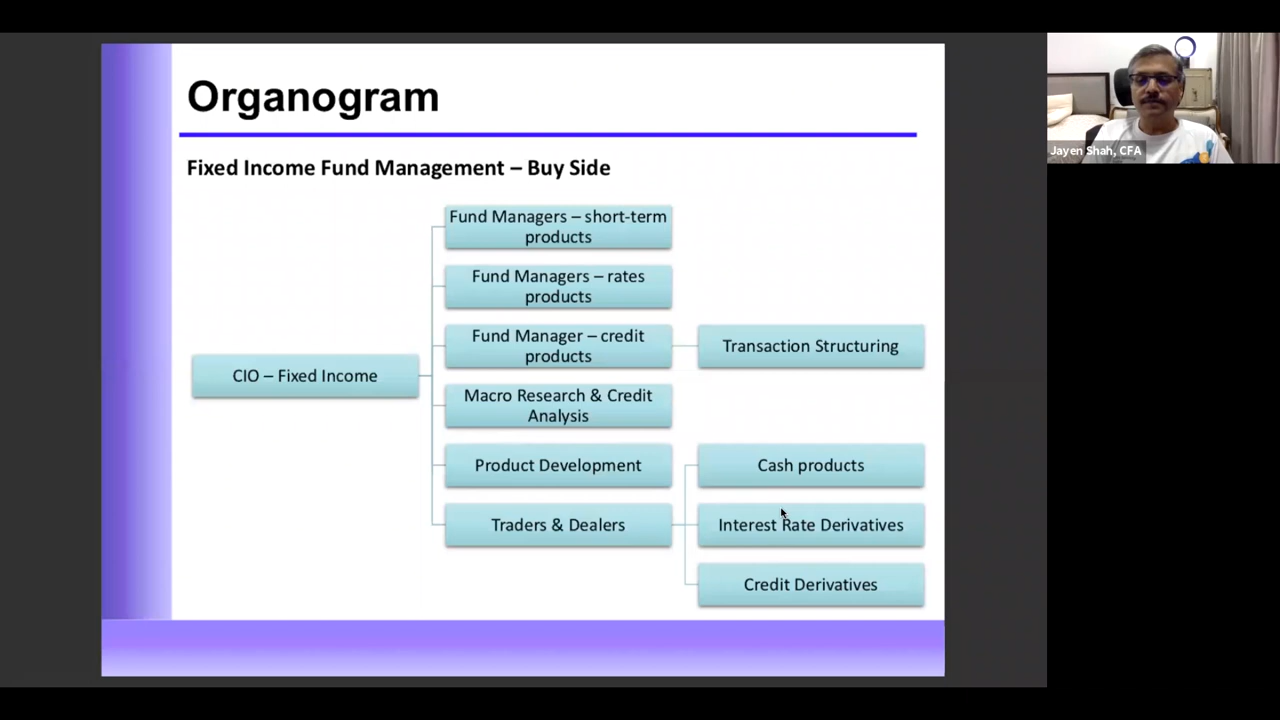 Organogram
Fixed Income Fund Management – Buy Side
Fund Managers – short-term
products
Fund Managers – rates
products
Fund Manager – credit
products
Transaction Structuring
CIO – Fixed Income
Macro Research & Credit
Analysis
Product Development
Cash products
Traders & Dealers
Interest Rate Derivatives
Credit Derivatives
Jayen Shah, CFA